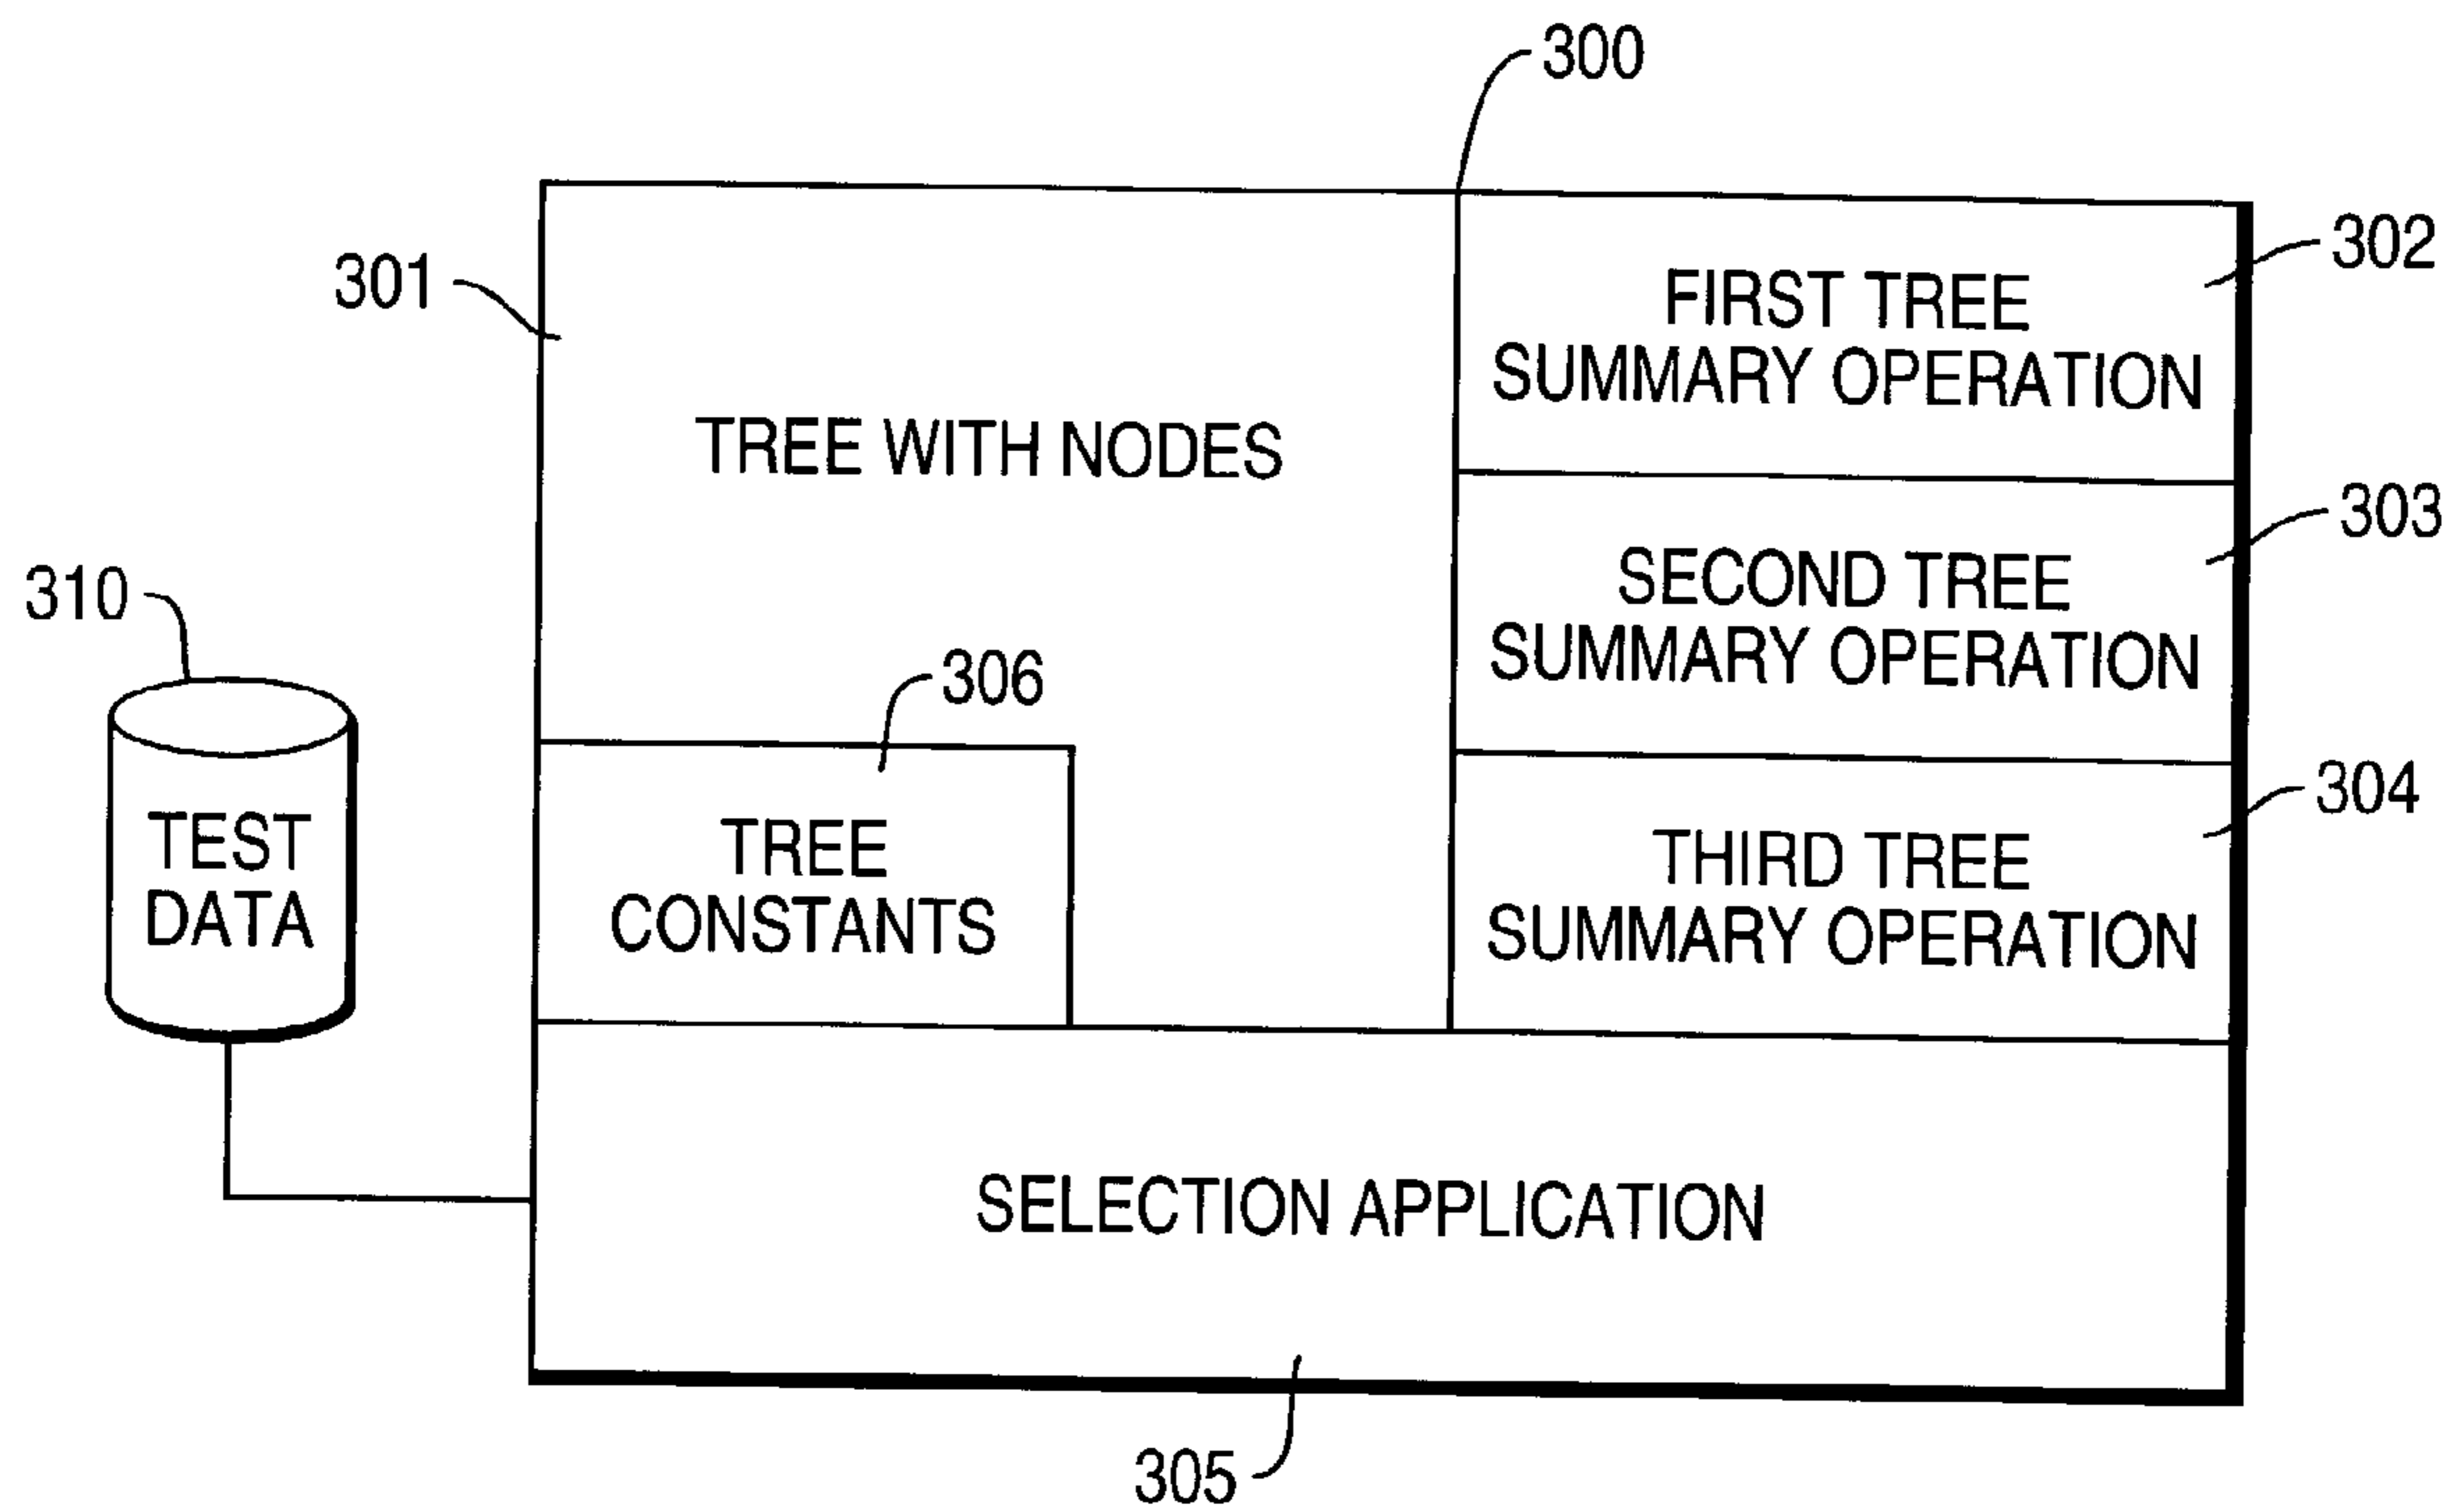 300
301
302
FIRST TREE
SUMMARY OPERATION
TREE WITH NODES
303
SECOND TREE
SUMMARY OPERATION
310
306
304
TEST
DATA
TREE
CONSTANTS
THIRD TREE
SUMMARY OPERATION
SELECTION APPLICATION
305